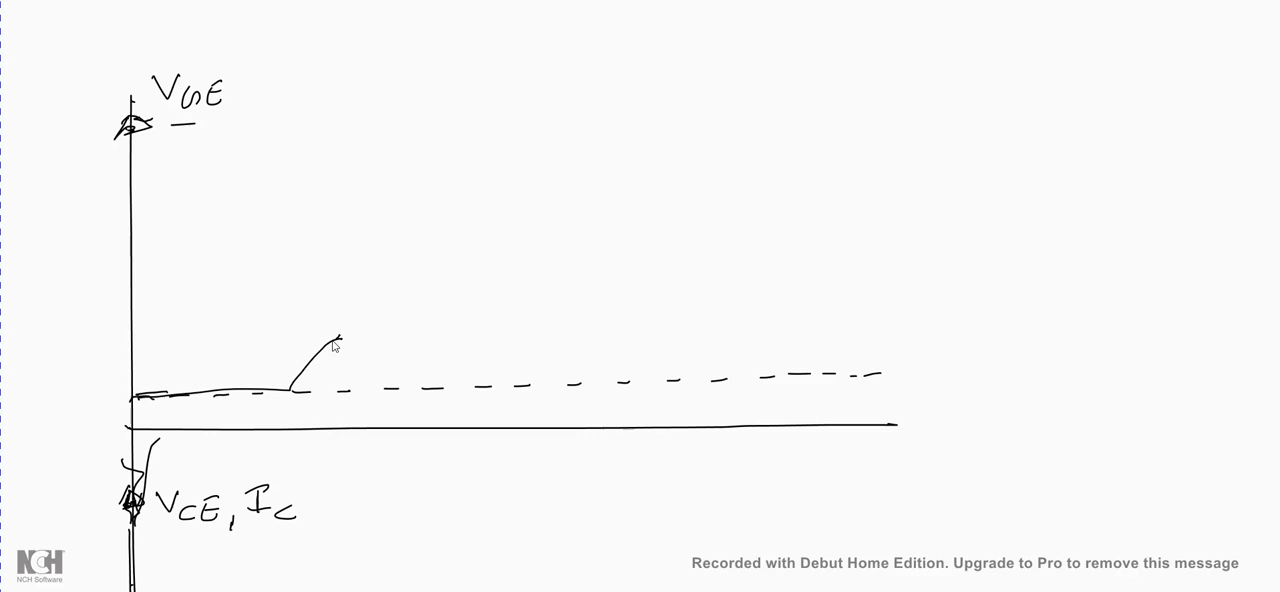 VGE
VCE, IC
NCH
NCH Software
Recorded with Debut Home Edition. Upgrade to Pro to remove this message